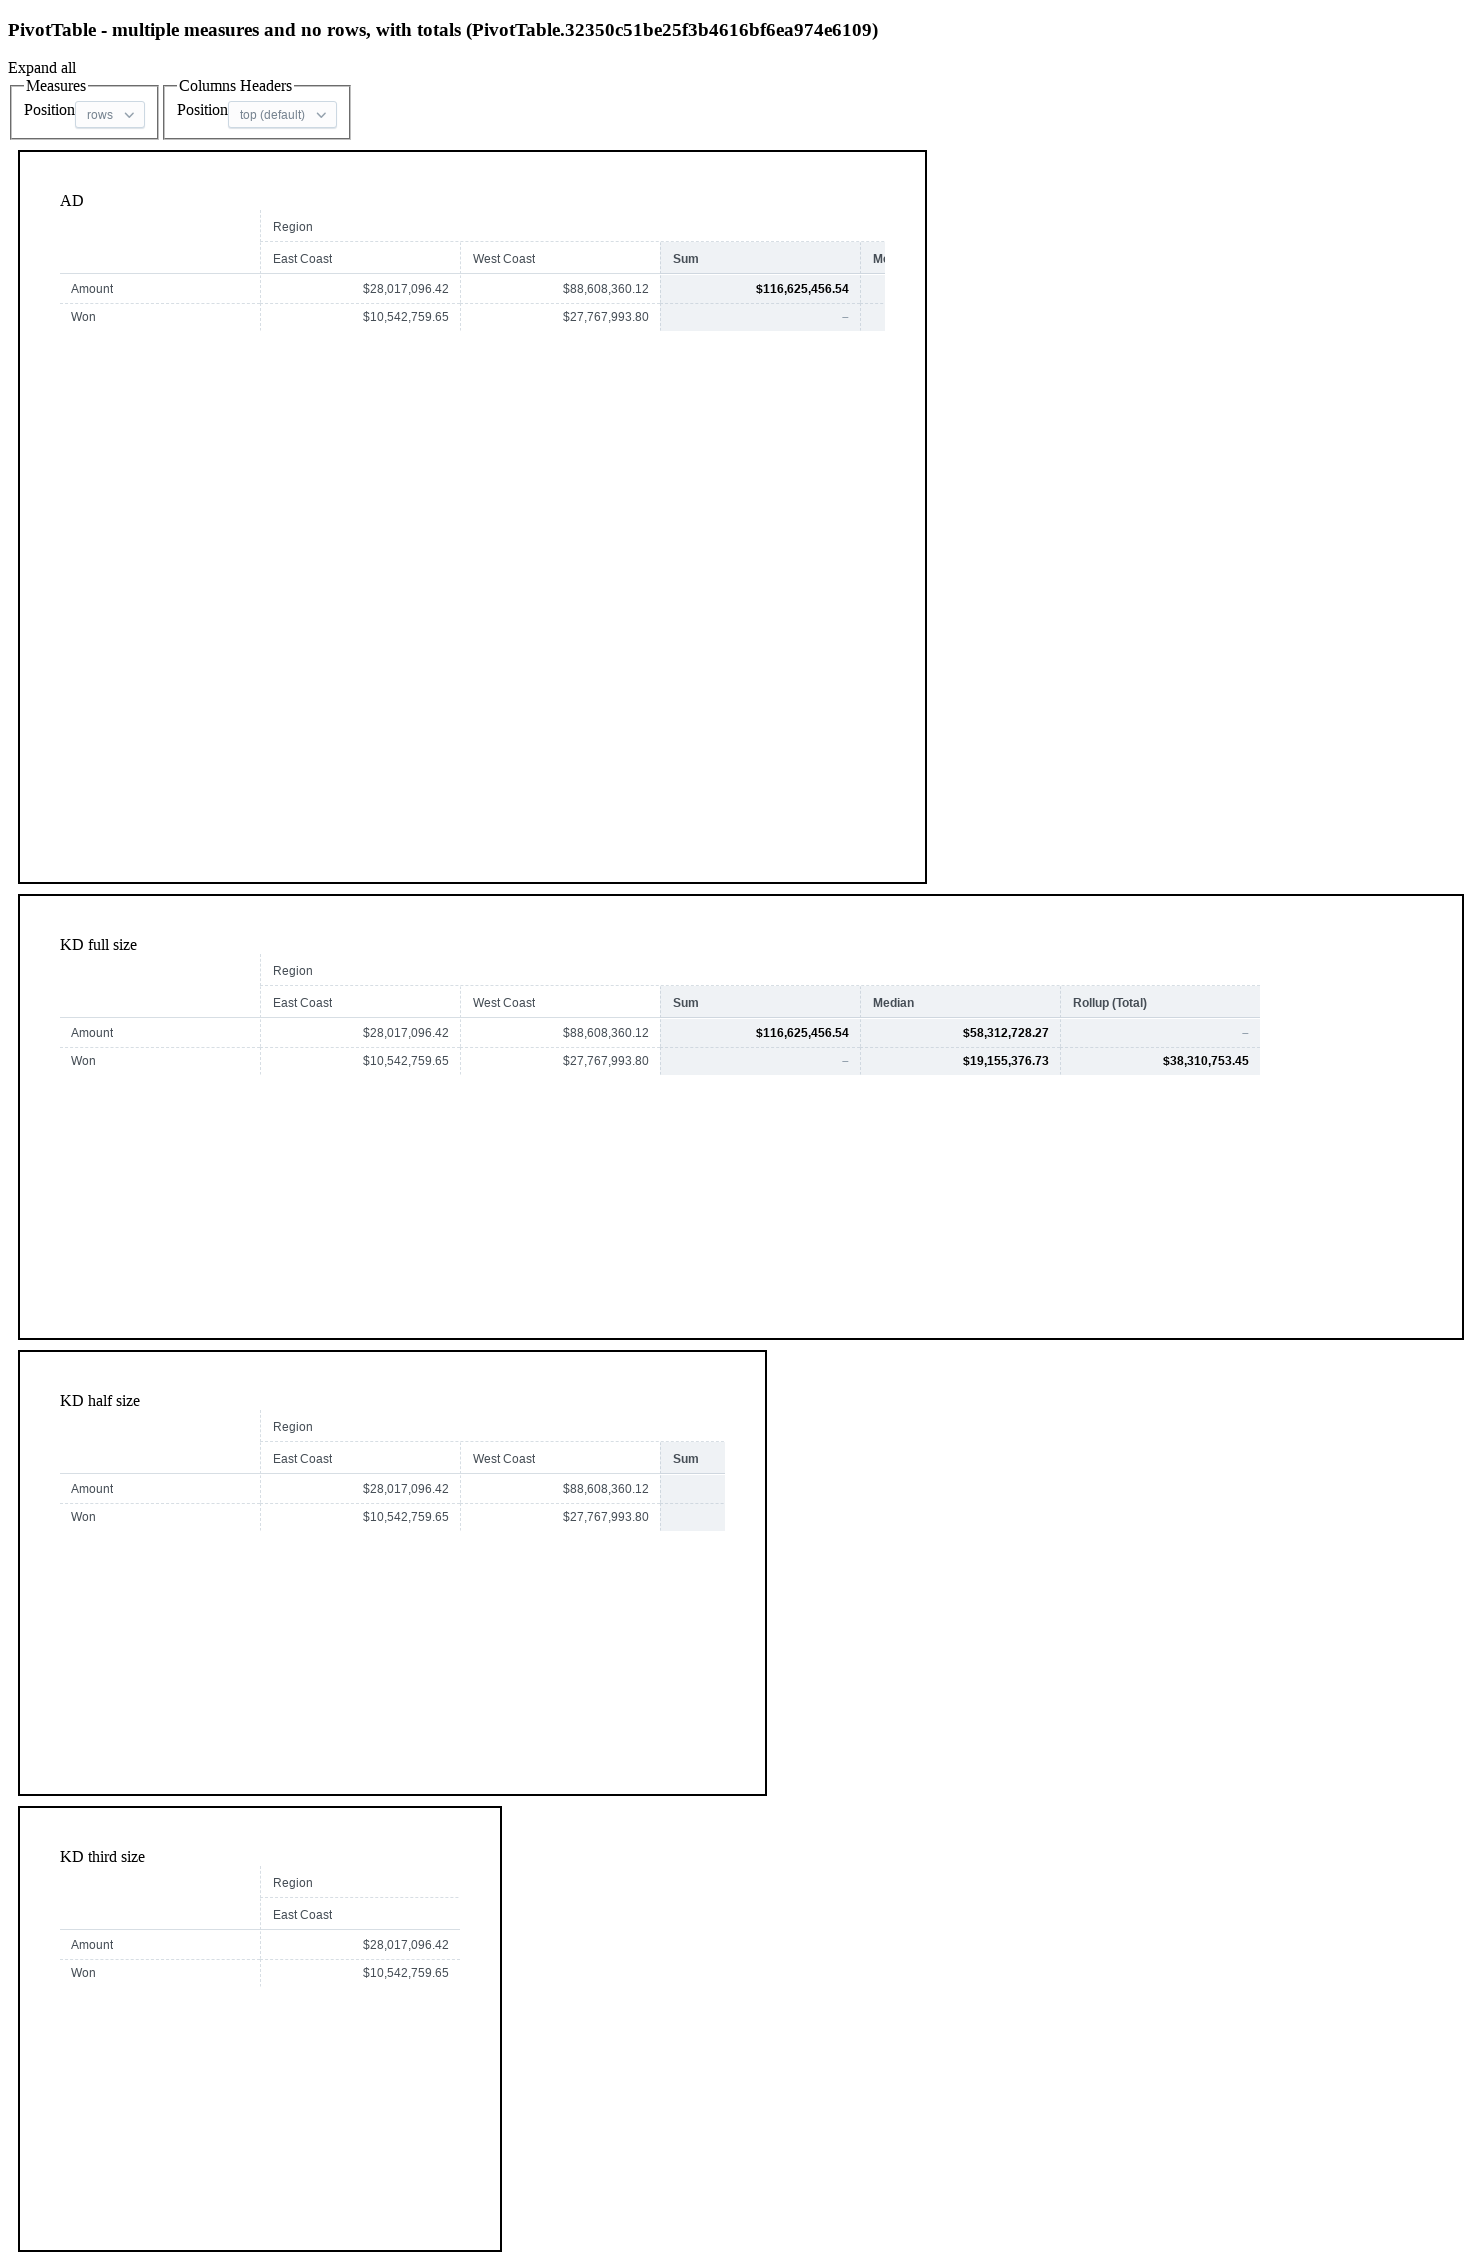 PivotTable - multiple measures and no rows, with totals (PivotTable.32350c51be25f3b4616bf6ea974e6109)
Expand all
Measures Columns Headers
Position rows Position top (default)
AD
Region
East Coast West Coast Sum Me
Amount $28,017,096.42 $88,608,360.12 $116,625,456.54
Won $10,542,759.65 $27,767,993.80 –
KD full size
Region
East Coast West Coast Sum Median Rollup (Total)
Amount $28,017,096.42 $88,608,360.12 $116,625,456.54 $58,312,728.27 –
Won $10,542,759.65 $27,767,993.80 – $19,155,376.73 $38,310,753.45
KD half size
Region
East Coast West Coast Sum
Amount $28,017,096.42 $88,608,360.12
Won $10,542,759.65 $27,767,993.80
KD third size
Region
East Coast
Amount $28,017,096.42
Won $10,542,759.65